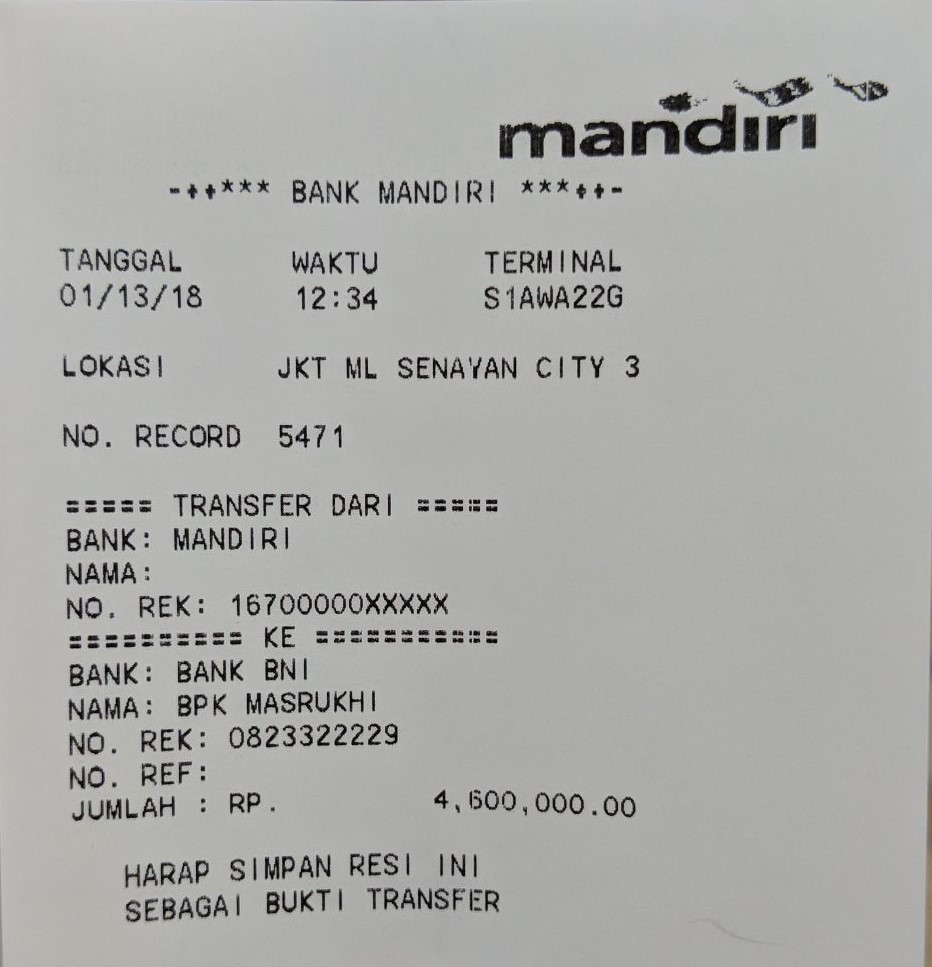 mandiri
-++*** BANK MANDIRI ***++-
TANGGAL WAKTU TERMINAL
01/13/18 12:34 S1AWA22G
LOKASI JKT ML SENAYAN CITY 3
NO. RECORD 5471
===== TRANSFER DARI =====
BANK: MANDIRI
NAMA:
NO. REK: 16700000XXXXX
========== KE ===========
BANK: BANK BNI
NAMA: BPK MASRUKHI
NO. REK: 0823322229
NO. REF:
JUMLAH : RP. 4,600,000.00
HARAP SIMPAN RESI INI
SEBAGAI BUKTI TRANSFER